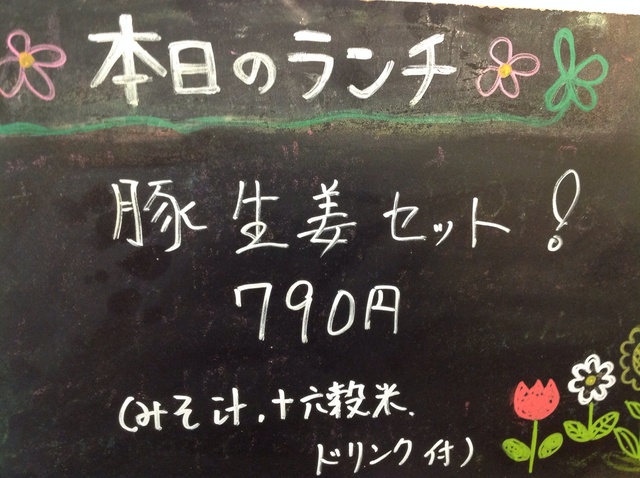 本日のランチ
豚生姜セット!
790円
(みそ汁、十六穀米、
ドリンク付)